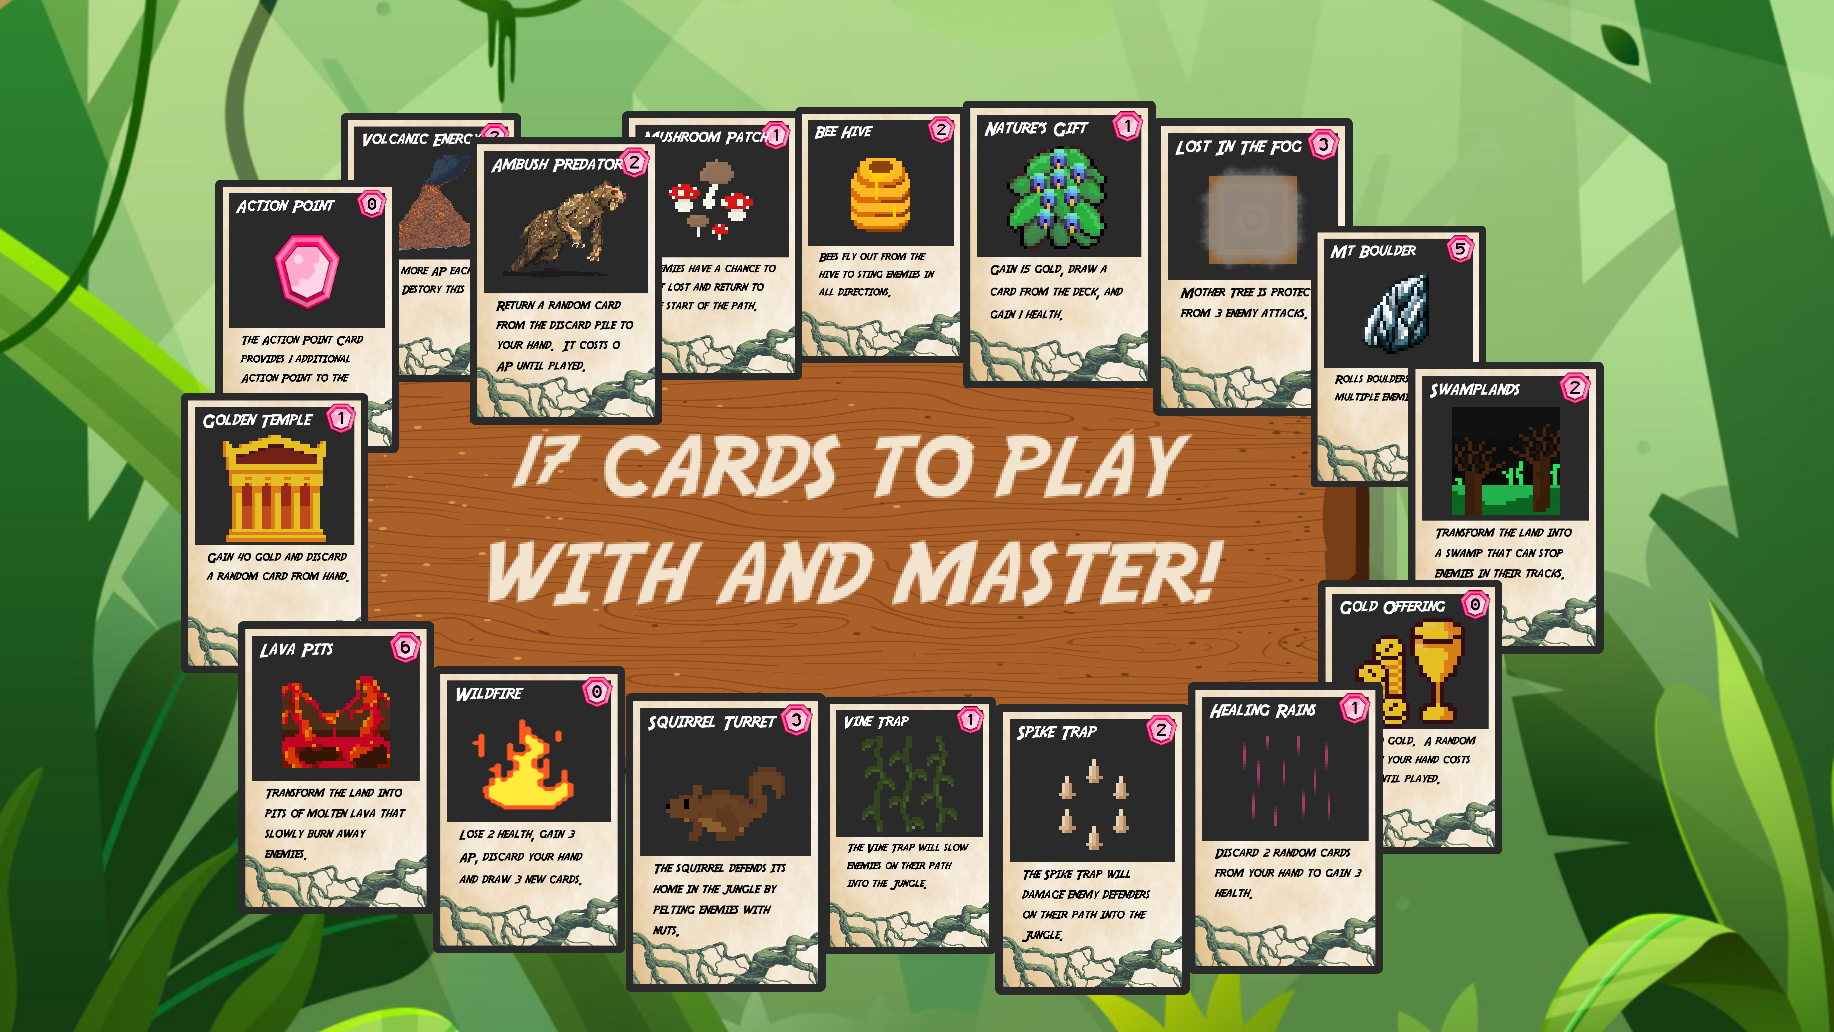 Volcanic Energy
more AP each
Destory this
Ambush Predator
2
Return a random card
from the discard pile to
your hand. It costs 0
AP until played.
Mushroom Patch
1
have a chance to
lost and return to
start of the path.
Bee Hive
2
Bees fly out from the
hive to sting enemies in
all directions.
Nature's Gift
1
Gain 15 gold, draw a
card from the deck, and
gain 1 health.
Lost In The Fog
3
Mother Tree is
from 3 enemy attacks.
Action Point
0
The Action Point Card
provides 1 additional
Action Point to the
Mt Boulder
5
Rolls boulders
multiple
Swamplands
2
Transform the land into
a swamp that can stop
enemies in their tracks.
Golden Temple
1
Gain 40 gold and discard
a random card from hand.
17 Cards to Play
With and Master!
Gold Offering
0
gold. A random
your hand costs
until played.
Lava Pits
6
Transform the land into
pits of molten lava that
slowly burn away
enemies.
Wildfire
0
Lose 2 health, gain 3
AP, discard your hand
and draw 3 new cards.
Squirrel Turret
3
The squirrel defends its
home in the jungle by
pelting enemies with
nuts.
Vine Trap
1
The Vine Trap will slow
enemies on their path
into the jungle.
Spike Trap
2
The Spike Trap will
damage enemy defenders
on their path into the
jungle.
Healing Rains
1
Discard 2 random cards
from your hand to gain 3
health.